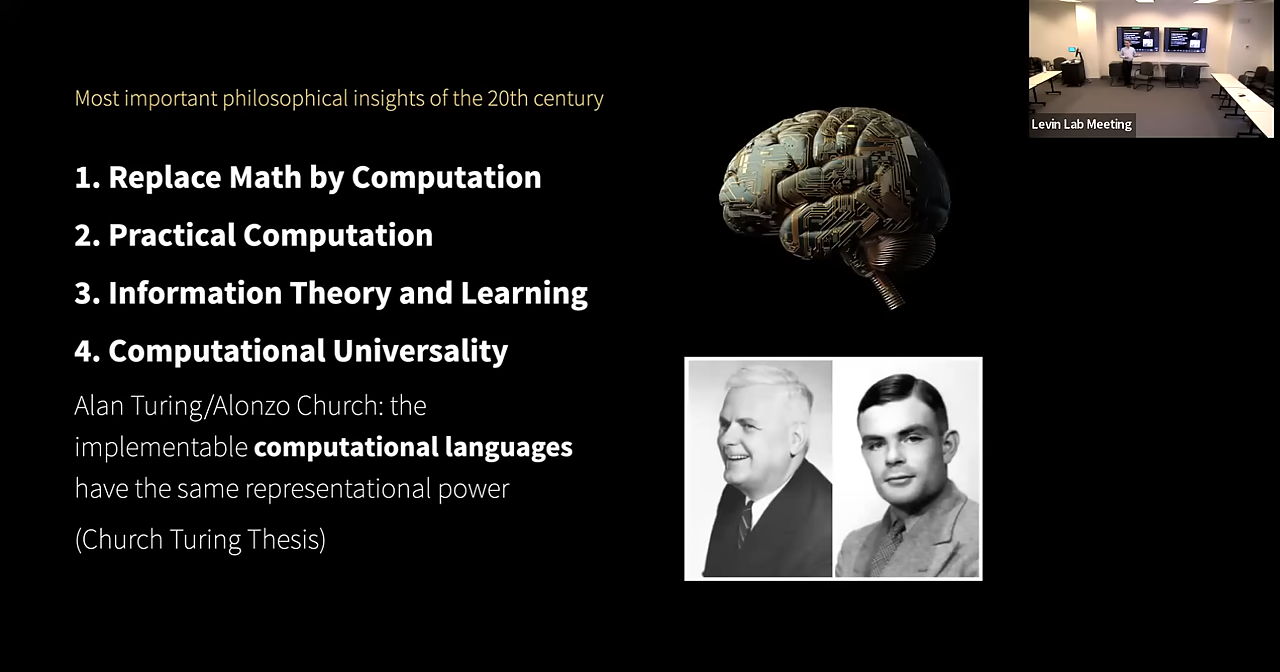 Most important philosophical insights of the 20th century
1. Replace Math by Computation
2. Practical Computation
3. Information Theory and Learning
4. Computational Universality
Alan Turing/Alonzo Church: the
implementable computational languages
have the same representational power
(Church Turing Thesis)
Levin Lab Meeting